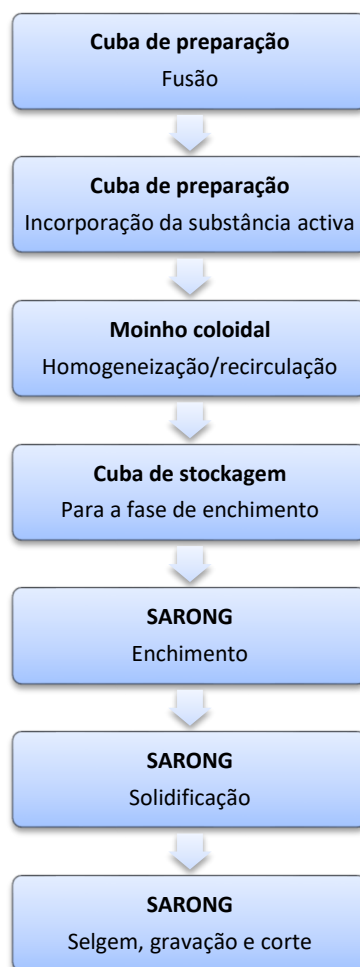 Cuba de preparação
Fusão
Cuba de preparação
Incorporação da substância activa
Moinho coloidal
Homogeneização/recirculação
Cuba de stockagem
Para a fase de enchimento
SARONG
Enchimento
SARONG
Solidificação
SARONG
Selgem, gravação e corte